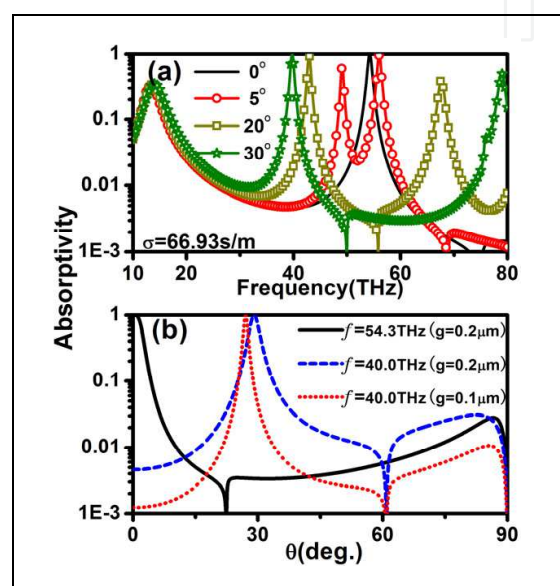 (a)
0°
5°
20°
30°
σ=66.93s/m
1
0.1
0.004
1E-3
10 20 40 60 80
Frequency(THz)
Absorptivity
(b)
f=54.3THz(g=0.2μm)
f=40.0THz(g=0.2μm)
f=40.0THz(g=0.1μm)
1
0.1
0.004
1E-3
0 30 60 90
θ(deg.)